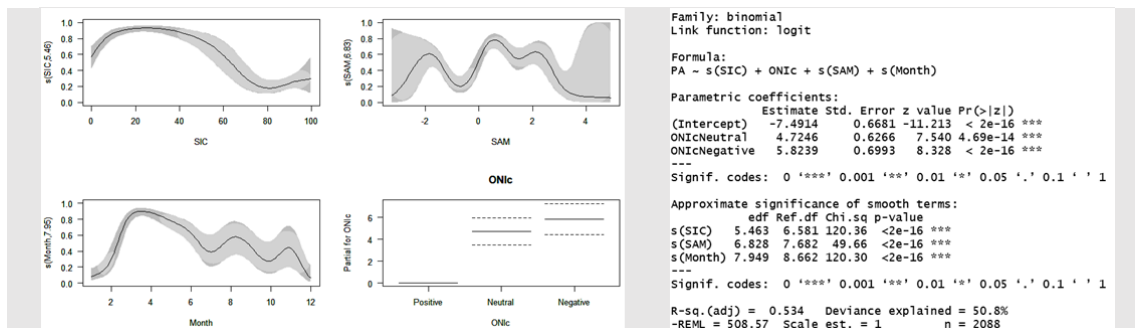 1.0
0.8
0.6
0.4
0.2
0.0
s(SIC,5.46)
0 20 40 60 80 100
SIC
1.0
0.8
0.6
0.4
0.2
0.0
s(SAM,6.83)
-2 0 2 4
SAM
1.0
0.8
0.6
0.4
0.2
0.0
s(Month,7.95)
2 4 6 8 10 12
Month
ONIc
6
4
2
0
Partial for ONIc
Positive Neutral Negative
ONIc
Family: binomial
Link function: logit
Formula:
PA ~ s(SIC) + ONIc + s(SAM) + s(Month)
Parametric coefficients:
Estimate Std. Error z value Pr(>|z|)
(Intercept) -7.4914 0.6681 -11.213 < 2e-16 ***
ONIcNeutral 4.7246 0.6266 7.540 4.69e-14 ***
ONIcNegative 5.8239 0.6993 8.328 < 2e-16 ***
---
Signif. codes: 0 ‘***’ 0.001 ‘**’ 0.01 ‘*’ 0.05 ‘.’ 0.1 ‘ ’ 1
Approximate significance of smooth terms:
edf Ref.df Chi.sq p-value
s(SIC) 5.463 6.581 120.36 <2e-16 ***
s(SAM) 6.828 7.682 49.66 <2e-16 ***
s(Month) 7.949 8.662 120.30 <2e-16 ***
---
Signif. codes: 0 ‘***’ 0.001 ‘**’ 0.01 ‘*’ 0.05 ‘.’ 0.1 ‘ ’ 1
R-sq.(adj) = 0.534 Deviance explained = 50.8%
-REML = 508.57 Scale est. = 1 n = 2088